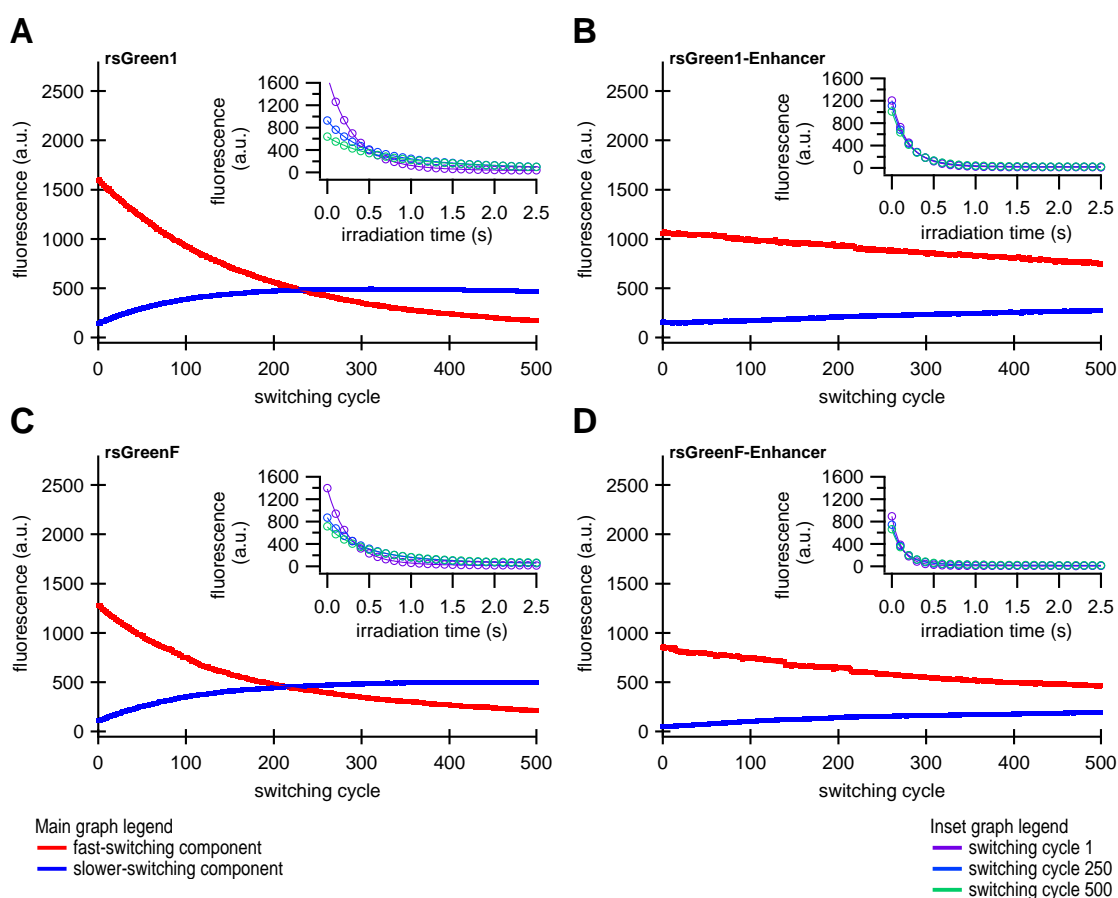 A
rsGreen1
2500
2000
1500
1000
500
0
fluorescence (a.u.)
0 100 200 300 400 500
switching cycle
1600
1200
800
400
0
fluorescence
(a.u.)
0.0 0.5 1.0 1.5 2.0 2.5
irradiation time (s)
B
rsGreen1-Enhancer
2500
2000
1500
1000
500
0
fluorescence (a.u.)
0 100 200 300 400 500
switching cycle
1600
1200
800
400
0
fluorescence
(a.u.)
0.0 0.5 1.0 1.5 2.0 2.5
irradiation time (s)
C
rsGreenF
2500
2000
1500
1000
500
0
fluorescence (a.u.)
0 100 200 300 400 500
switching cycle
1600
1200
800
400
0
fluorescence
(a.u.)
0.0 0.5 1.0 1.5 2.0 2.5
irradiation time (s)
D
rsGreenF-Enhancer
2500
2000
1500
1000
500
0
fluorescence (a.u.)
0 100 200 300 400 500
switching cycle
1600
1200
800
400
0
fluorescence
(a.u.)
0.0 0.5 1.0 1.5 2.0 2.5
irradiation time (s)
Main graph legend
fast-switching component
slower-switching component
Inset graph legend
switching cycle 1
switching cycle 250
switching cycle 500